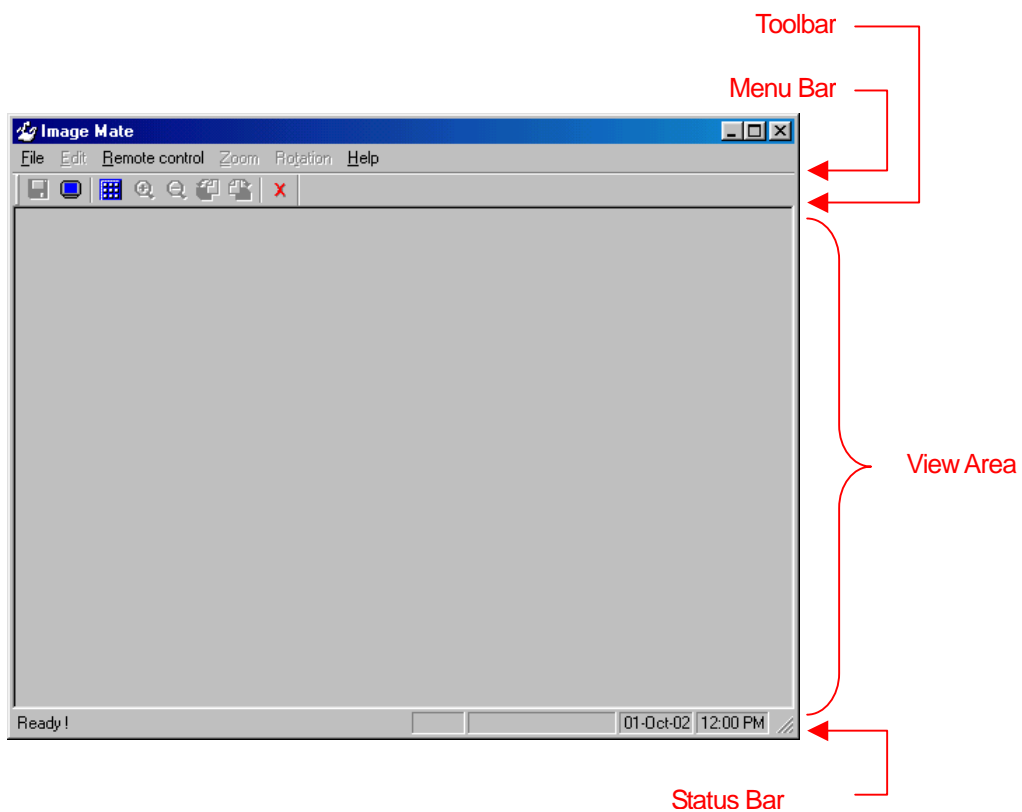 Toolbar
Menu Bar
Image Mate
File Edit Remote control Zoom Rotation Help
X
View Area
Ready !
01-Oct-02 12:00 PM
Status Bar